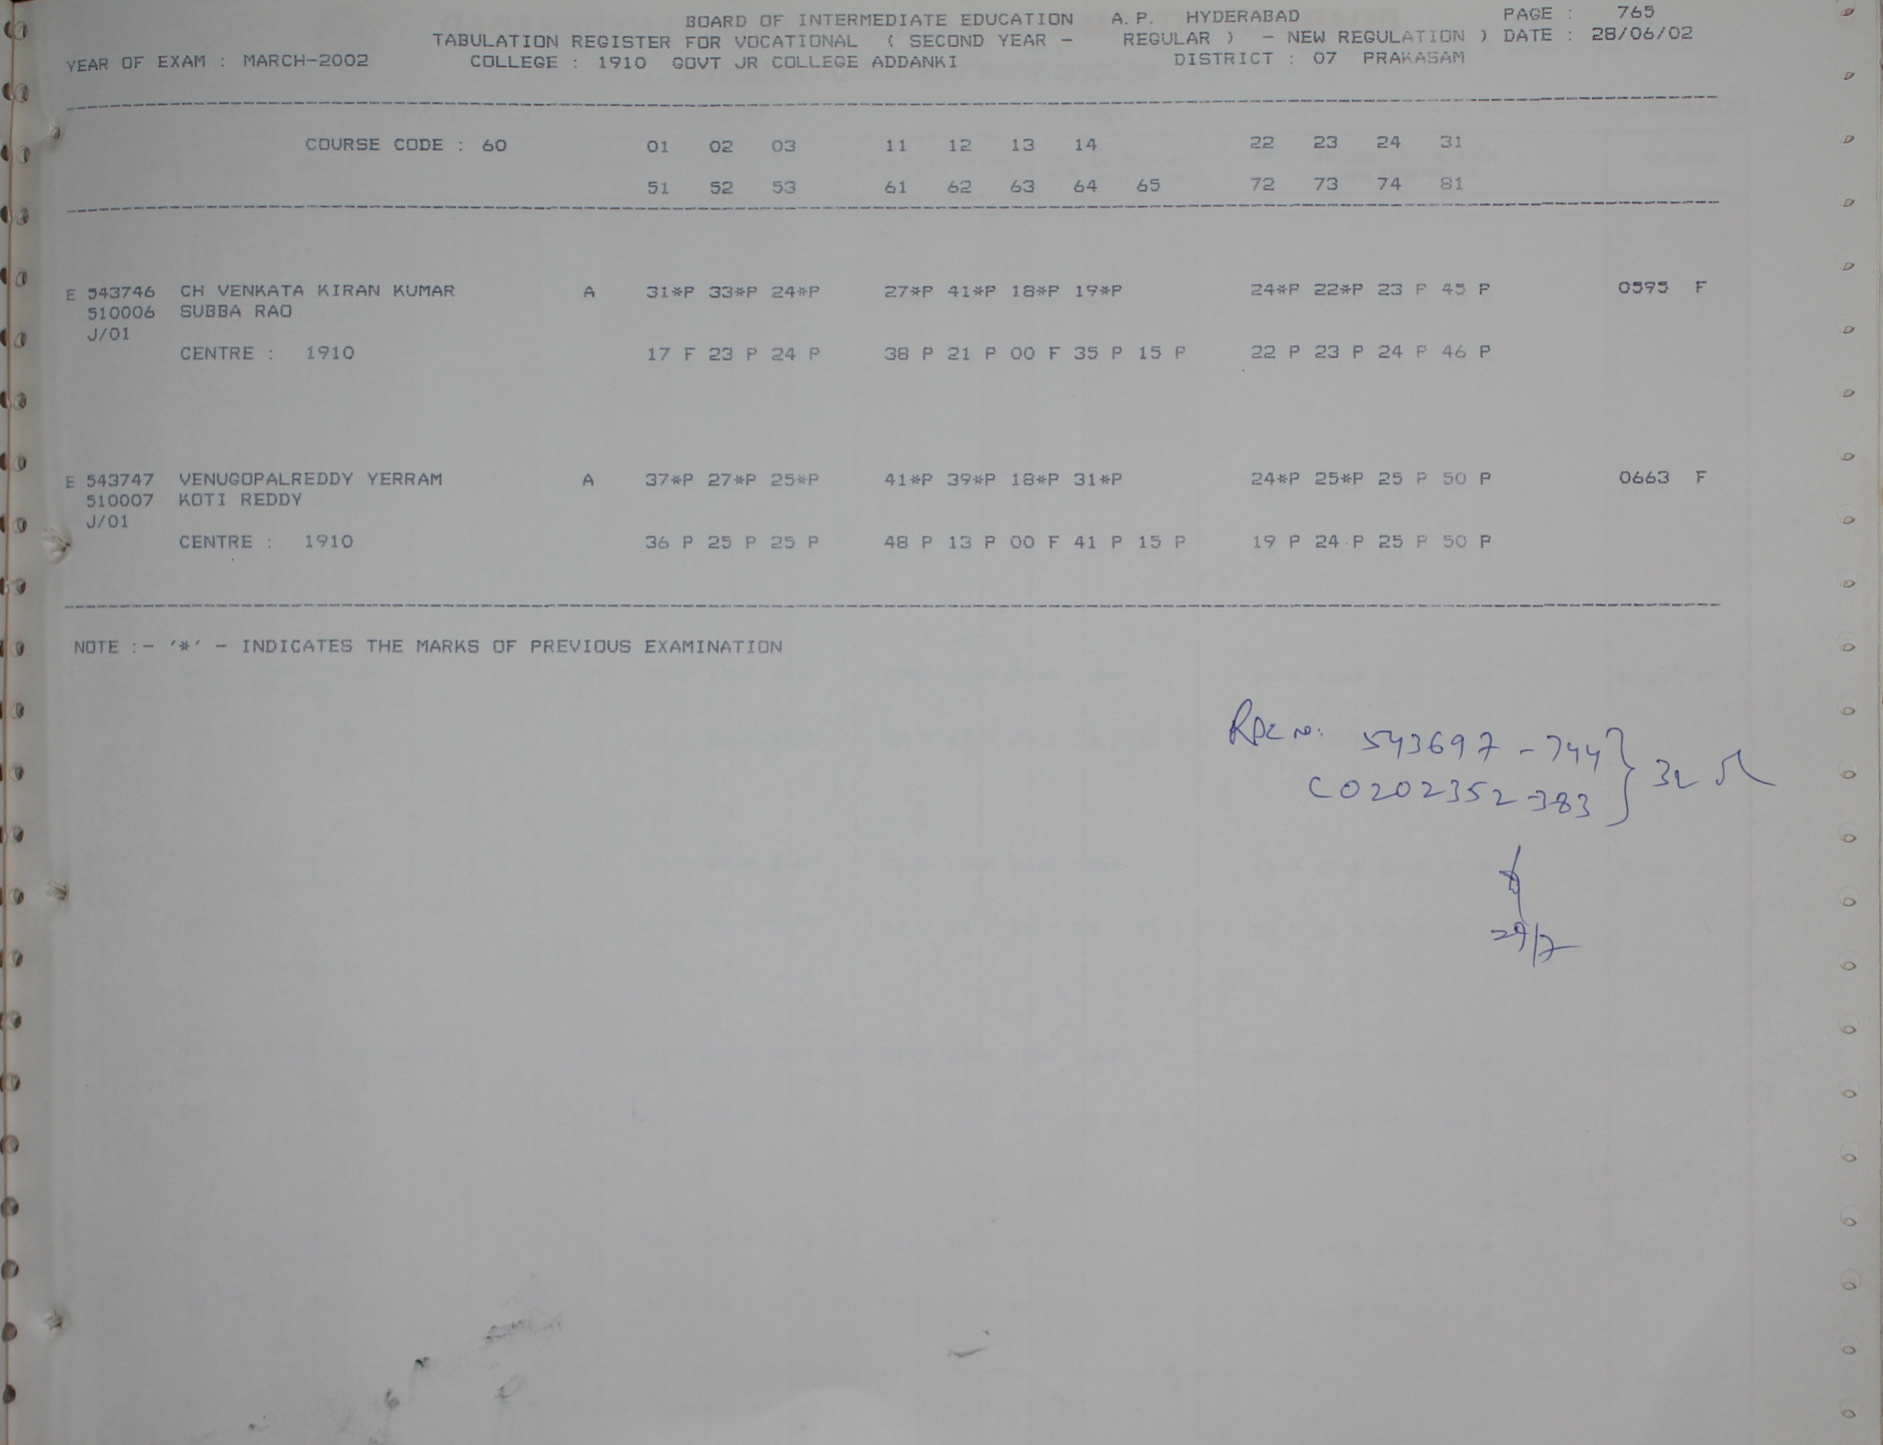 BOARD OF INTERMEDIATE EDUCATION A.P. HYDERABAD PAGE : 765
TABULATION REGISTER FOR VOCATIONAL ( SECOND YEAR - REGULAR ) - NEW REGULATION ) DATE : 28/06/02
YEAR OF EXAM : MARCH-2002 COLLEGE : 1910 GOVT JR COLLEGE ADDANKI DISTRICT : 07 PRAKASAM
COURSE CODE : 60 01 02 03 11 12 13 14 22 23 24 31
51 52 53 61 62 63 64 65 72 73 74 81
E 543746 CH VENKATA KIRAN KUMAR A 31*P 33*P 24*P 27*P 41*P 18*P 19*P 24*P 22*P 23 P 45 P 0595 F
510006 SUBBA RAO
J/01
CENTRE : 1910 17 F 23 P 24 P 38 P 21 P 00 F 35 P 15 P 22 P 23 P 24 P 46 P
E 543747 VENUGOPALREDDY YERRAM A 37*P 27*P 25*P 41*P 39*P 18*P 31*P 24*P 25*P 25 P 50 P 0663 F
510007 KOTI REDDY
J/01
CENTRE : 1910 36 P 25 P 25 P 48 P 13 P 00 F 41 P 15 P 19 P 24 P 25 P 50 P
NOTE :- '*' - INDICATES THE MARKS OF PREVIOUS EXAMINATION
543697 - 744
C0202352-383
29/7